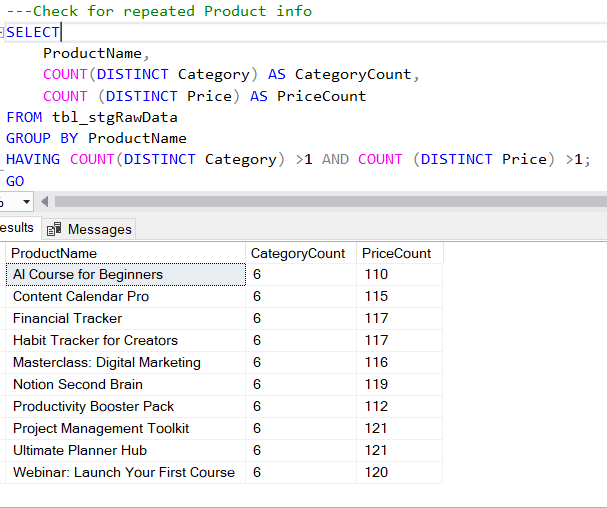 ---Check for repeated Product info
SELECT
ProductName,
COUNT(DISTINCT Category) AS CategoryCount,
COUNT (DISTINCT Price) AS PriceCount
FROM tbl_stgRawData
GROUP BY ProductName
HAVING COUNT(DISTINCT Category) >1 AND COUNT (DISTINCT Price) >1;
GO
%
esults Messages
ProductName CategoryCount PriceCount
AI Course for Beginners 6 110
Content Calendar Pro 6 115
Financial Tracker 6 117
Habit Tracker for Creators 6 117
Masterclass: Digital Marketing 6 116
Notion Second Brain 6 119
Productivity Booster Pack 6 112
Project Management Toolkit 6 121
Ultimate Planner Hub 6 121
Webinar: Launch Your First Course 6 120